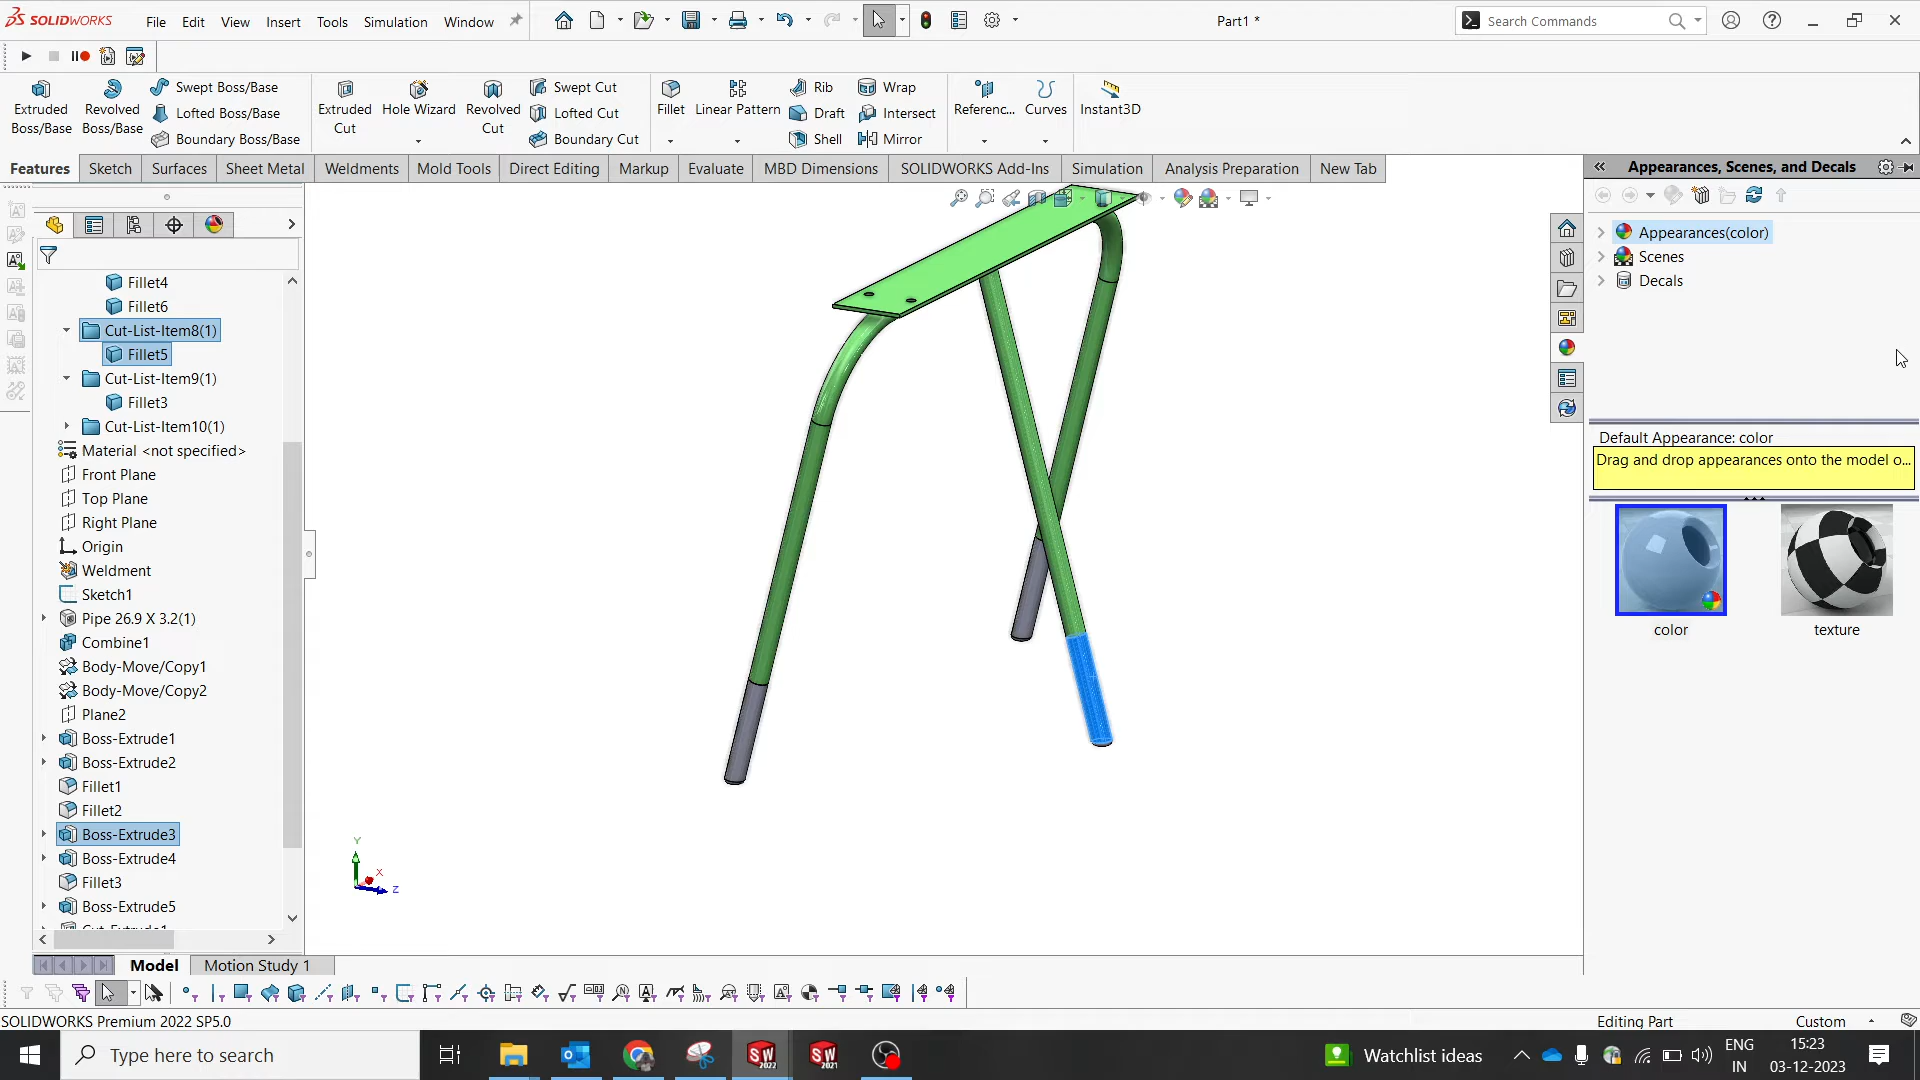 SOLIDWORKS File Edit View Insert Tools Simulation Window Part1 * Search Commands
Extruded Boss/Base
Revolved Boss/Base
Swept Boss/Base
Lofted Boss/Base
Boundary Boss/Base
Extruded Cut
Hole Wizard
Revolved Cut
Swept Cut
Lofted Cut
Boundary Cut
Fillet
Linear Pattern
Rib
Draft
Shell
Wrap
Intersect
Mirror
Referenc...
Curves
Instant3D
Features Sketch Surfaces Sheet Metal Weldments Mold Tools Direct Editing Markup Evaluate MBD Dimensions SOLIDWORKS Add-Ins Simulation Analysis Preparation New Tab
Fillet4
Fillet6
Cut-List-Item8(1)
Fillet5
Cut-List-Item9(1)
Fillet3
Cut-List-Item10(1)
Material <not specified>
Front Plane
Top Plane
Right Plane
Origin
Weldment
Sketch1
Pipe 26.9 X 3.2(1)
Combine1
Body-Move/Copy1
Body-Move/Copy2
Plane2
Boss-Extrude1
Boss-Extrude2
Fillet1
Fillet2
Boss-Extrude3
Boss-Extrude4
Fillet3
Boss-Extrude5
Y
X
Z
Appearances, Scenes, and Decals
Appearances(color)
Scenes
Decals
Default Appearance: color
Drag and drop appearances onto the model o...
color texture
Model Motion Study 1
SOLIDWORKS Premium 2022 SP5.0 Editing Part Custom
Type here to search
SW 2022
SW 2021
Watchlist ideas
ENG IN
15:23
03-12-2023